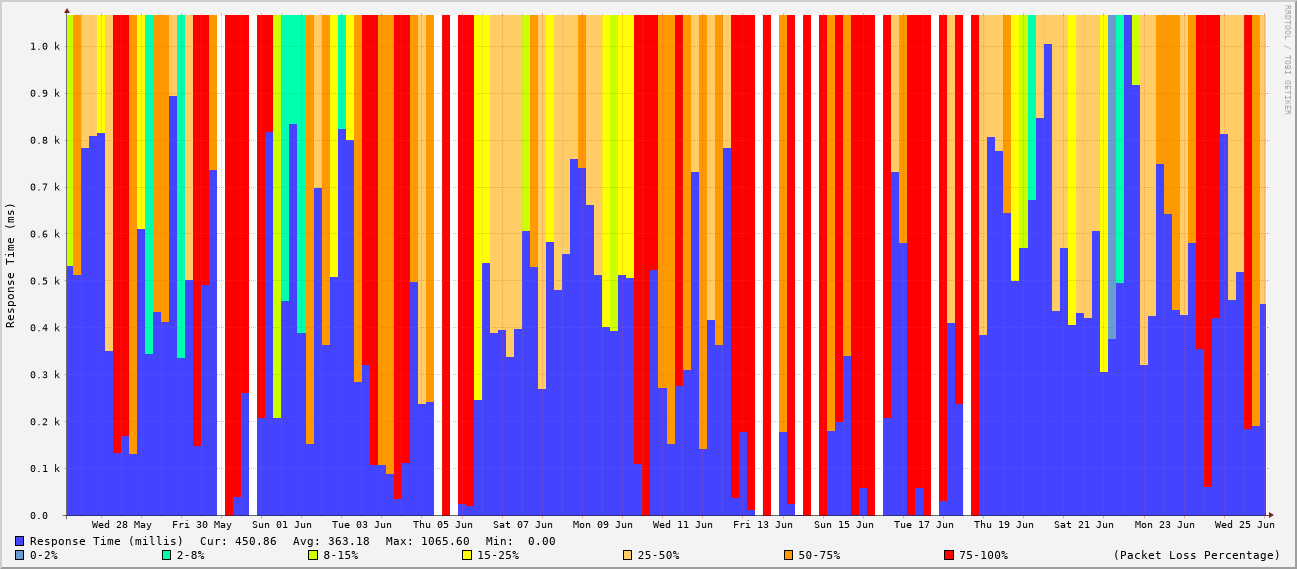 RRDTOOL / TOBI OETIKER
Response Time (ms)
1.0 k
0.9 k
0.8 k
0.7 k
0.6 k
0.5 k
0.4 k
0.3 k
0.2 k
0.1 k
0.0
Wed 28 May Fri 30 May Sun 01 Jun Tue 03 Jun Thu 05 Jun Sat 07 Jun Mon 09 Jun Wed 11 Jun Fri 13 Jun Sun 15 Jun Tue 17 Jun Thu 19 Jun Sat 21 Jun Mon 23 Jun Wed 25 Jun
Response Time (millis) Cur: 450.86 Avg: 363.18 Max: 1065.60 Min: 0.00
0-2% 2-8% 8-15% 15-25% 25-50% 50-75% 75-100% (Packet Loss Percentage)